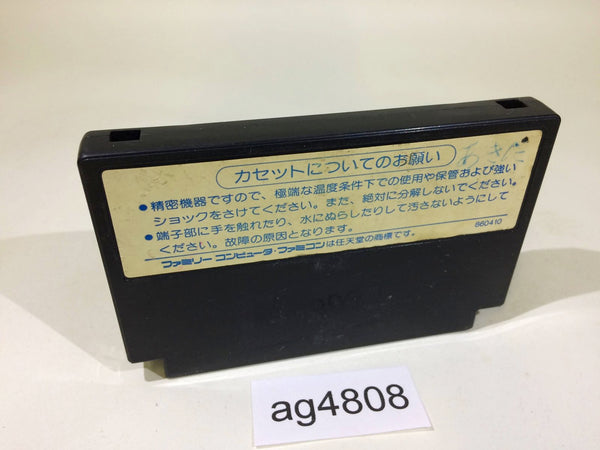 カセットについてのお願い
あきた
●精密機器ですので、極端な温度条件下での使用や保管および強い
ショックをさけてください。また、絶対に分解しないでください。
●端子部に手を触れたり、水にぬらしたりして汚さないようにして
ください。故障の原因となります。
860410
ファミリーコンピュータ・ファミコンは任天堂の商標です。
ag4808